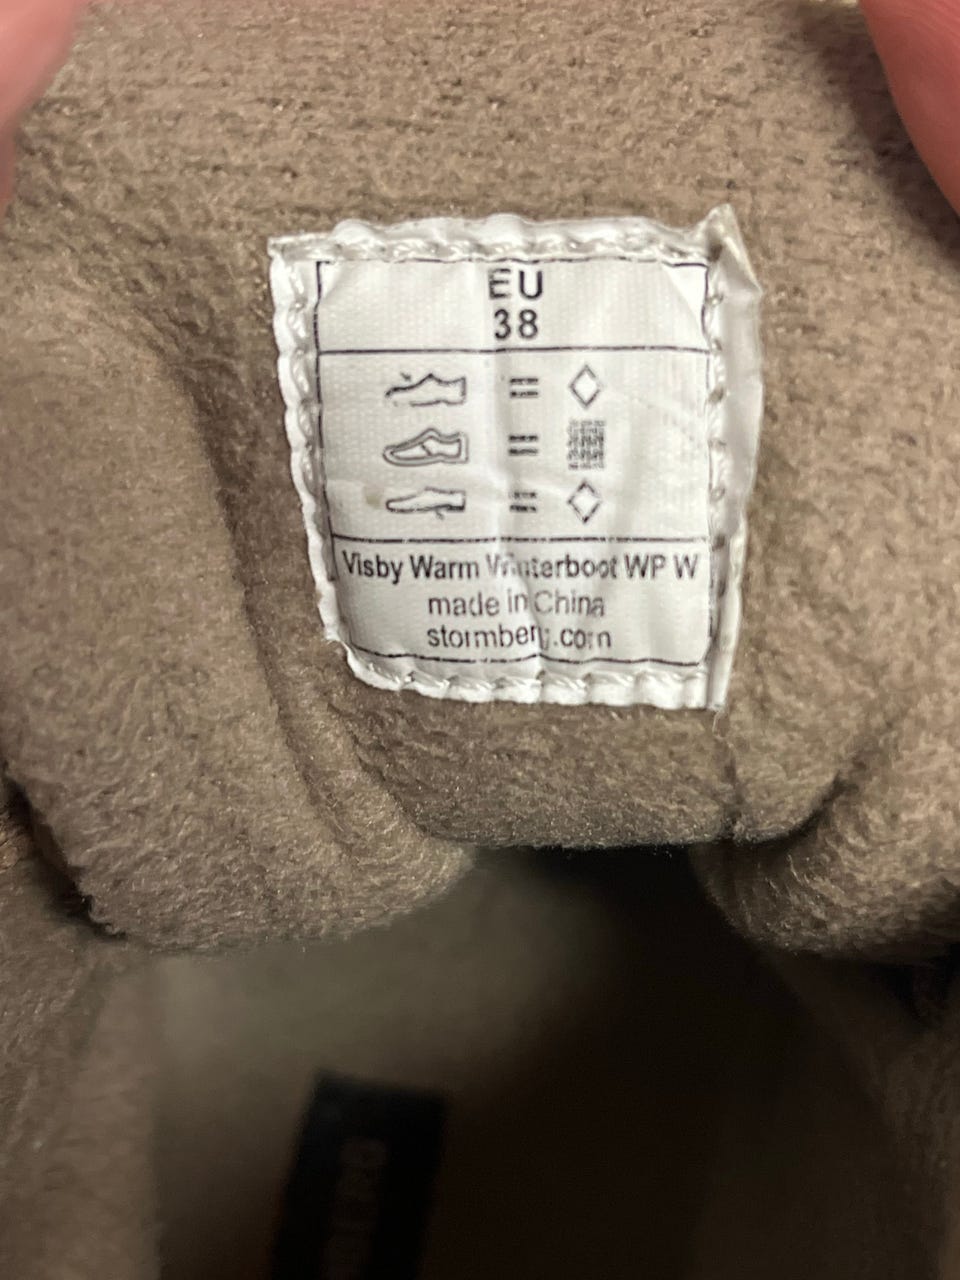 EU
38
Visby Warm Winterboot WP W
made in China
stormberg.com